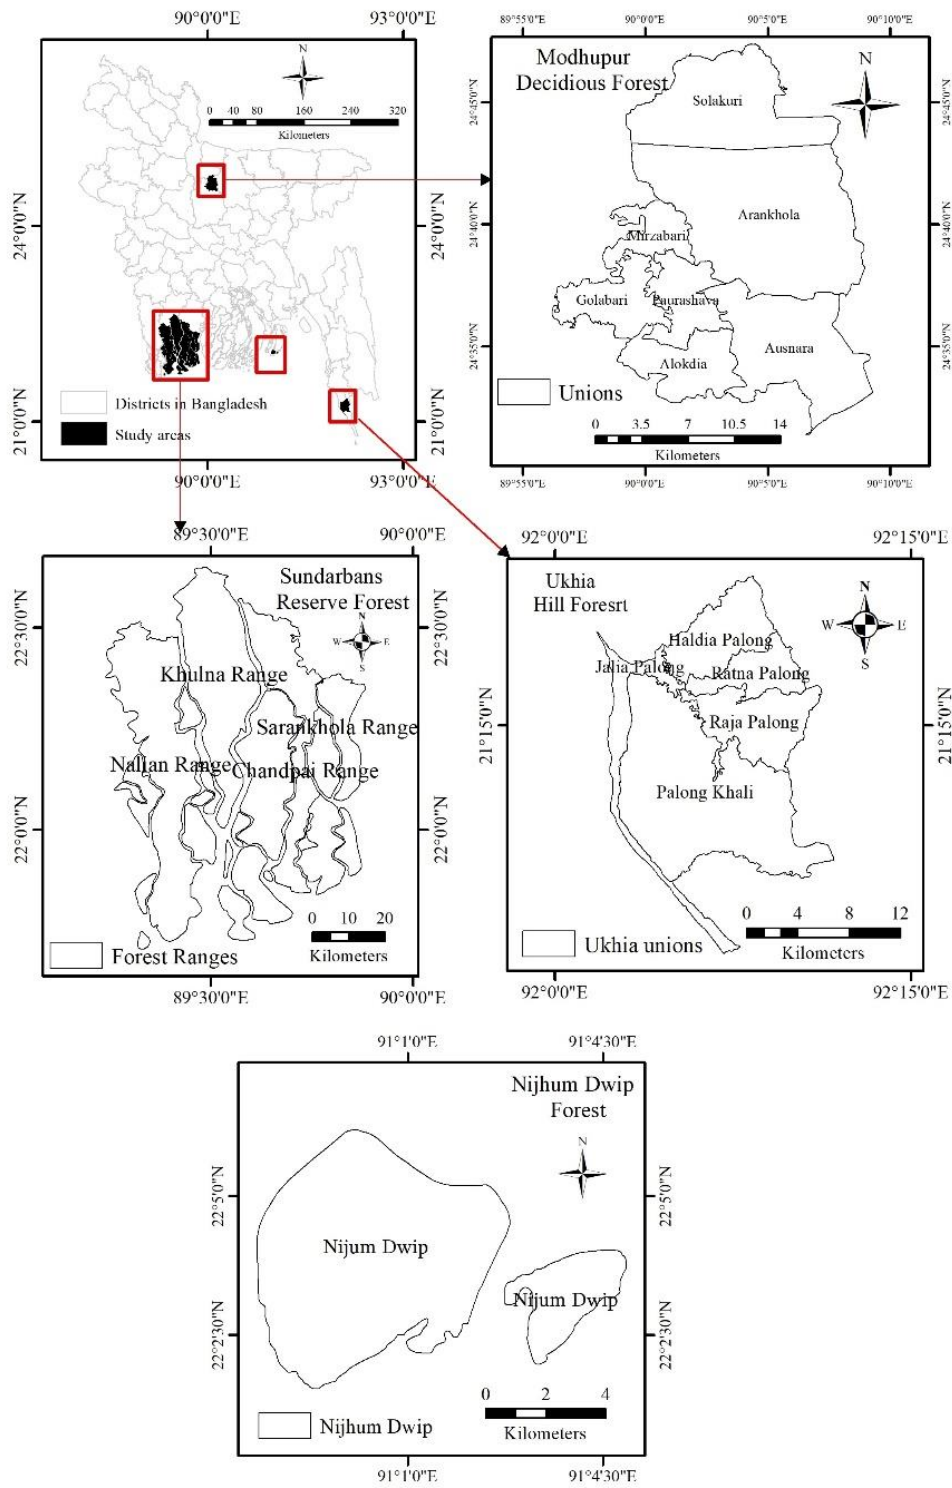 90°0'0"E 93°0'0"E
N
0 40 80 160 240 320
Kilometers
24°0'0"N
21°0'0"N
24°0'0"N
21°0'0"N
Districts in Bangladesh
Study areas
90°0'0"E 93°0'0"E
89°55'0"E 90°0'0"E 90°5'0"E 90°10'0"E
Modhupur
Decidious Forest
N
Solakuri
Arankhola
Mirzabari
Golabari
Paurashava
Alokdia
Ausnara
Unions
0 3.5 7 10.5 14
Kilometers
24°45'0"N
24°40'0"N
24°35'0"N
24°45'0"N
24°40'0"N
24°35'0"N
89°55'0"E 90°0'0"E 90°5'0"E 90°10'0"E
89°30'0"E 90°0'0"E
Sundarbans
Reserve Forest
N
W E
S
Khulna Range
Sarankhola Range
Nalian Range
Chandpai Range
0 10 20
Kilometers
Forest Ranges
22°30'0"N
22°0'0"N
22°30'0"N
22°0'0"N
89°30'0"E 90°0'0"E
92°0'0"E 92°15'0"E
Ukhia
Hill Foresrt
N
W E
S
Haldia Palong
Jalia Palong
Ratna Palong
Raja Palong
Palong Khali
0 4 8 12
Kilometers
Ukhia unions
21°15'0"N
21°15'0"N
92°0'0"E 92°15'0"E
91°1'0"E 91°4'30"E
Nijhum Dwip
Forest
N
Nijum Dwip
Nijum Dwip
0 2 4
Kilometers
Nijhum Dwip
22°5'0"N
22°2'30"N
22°5'0"N
22°2'30"N
91°1'0"E 91°4'30"E